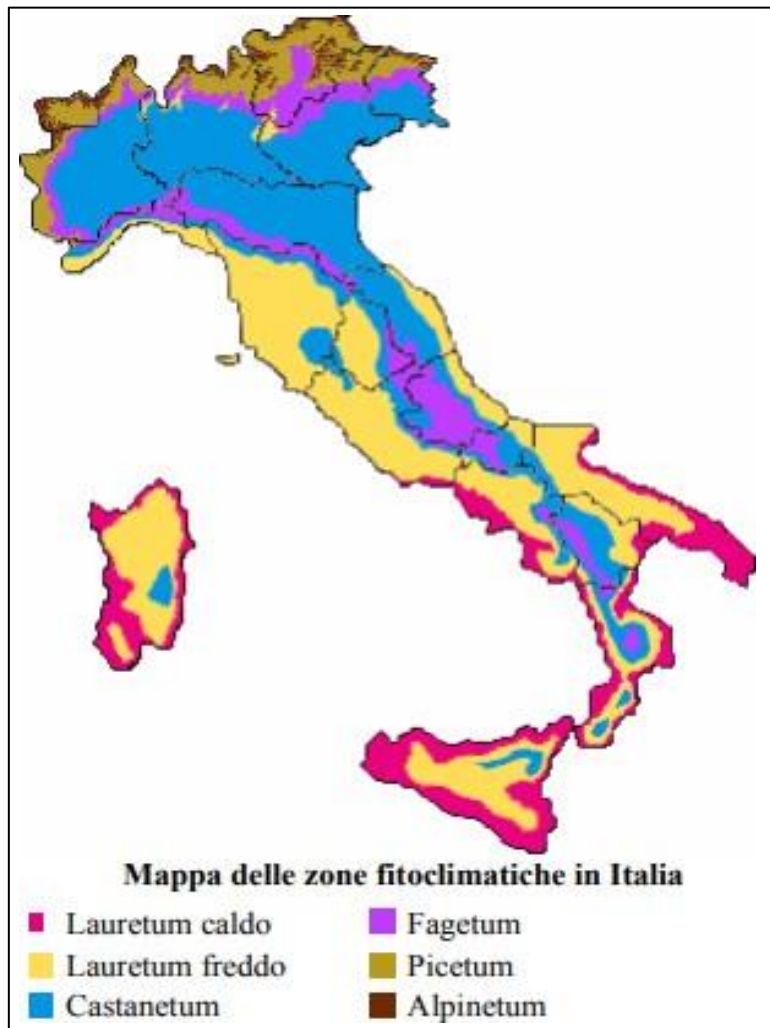 Mappa delle zone fitoclimatiche in Italia
Lauretum caldo
Fagetum
Lauretum freddo
Picetum
Castanetum
Alpinetum